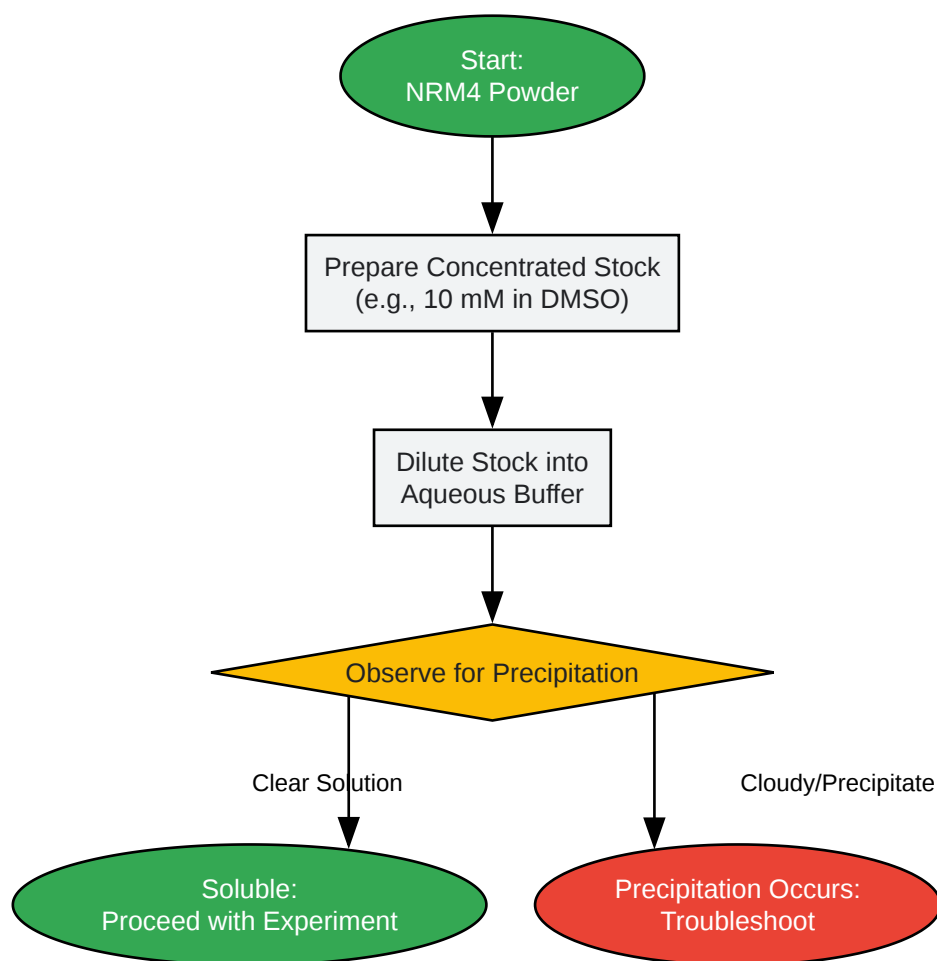 Start:
NRM4 Powder
Prepare Concentrated Stock
(e.g., 10 mM in DMSO)
Dilute Stock into
Aqueous Buffer
Observe for Precipitation
Clear Solution
Cloudy/Precipitate
Soluble:
Proceed with Experiment
Precipitation Occurs:
Troubleshoot